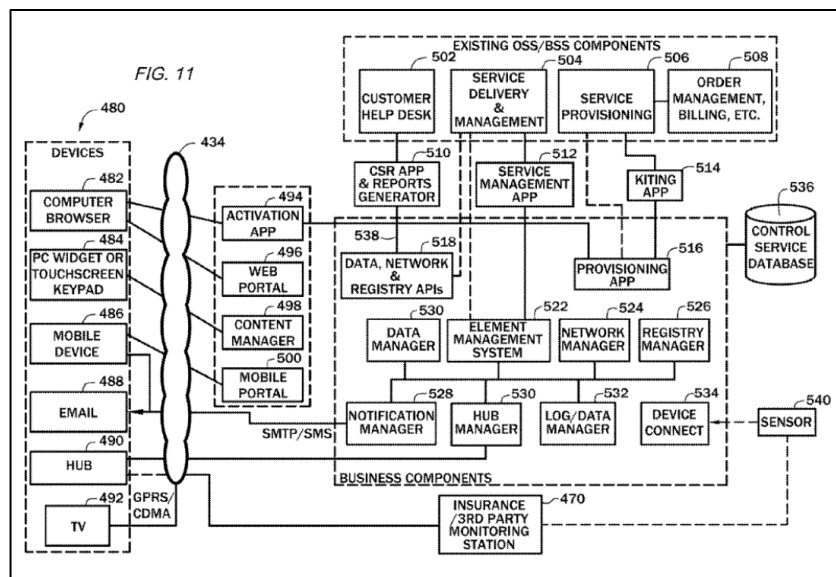 EXISTING OSS/BSS COMPONENTS
502
504
506
508
FIG. 11
CUSTOMER
HELP DESK
SERVICE
DELIVERY
&
MANAGEMENT
SERVICE
PROVISIONING
ORDER
MANAGEMENT,
BILLING, ETC.
480
434
DEVICES
482
COMPUTER
BROWSER
484
PC WIDGET OR
TOUCHSCREEN
KEYPAD
486
MOBILE
DEVICE
488
EMAIL
490
HUB
492
TV
GPRS/
CDMA
494
ACTIVATION
APP
496
WEB
PORTAL
498
CONTENT
MANAGER
500
MOBILE
PORTAL
SMTP/SMS
510
CSR APP
& REPORTS
GENERATOR
512
SERVICE
MANAGEMENT
APP
514
KITING
APP
536
CONTROL
SERVICE
DATABASE
538
518
DATA, NETWORK
&
REGISTRY APIs
516
PROVISIONING
APP
530
DATA
MANAGER
522
ELEMENT
MANAGEMENT
SYSTEM
524
NETWORK
MANAGER
526
REGISTRY
MANAGER
528
NOTIFICATION
MANAGER
530
HUB
MANAGER
532
LOG/DATA
MANAGER
534
DEVICE
CONNECT
540
SENSOR
BUSINESS COMPONENTS
470
INSURANCE
/3RD PARTY
MONITORING
STATION